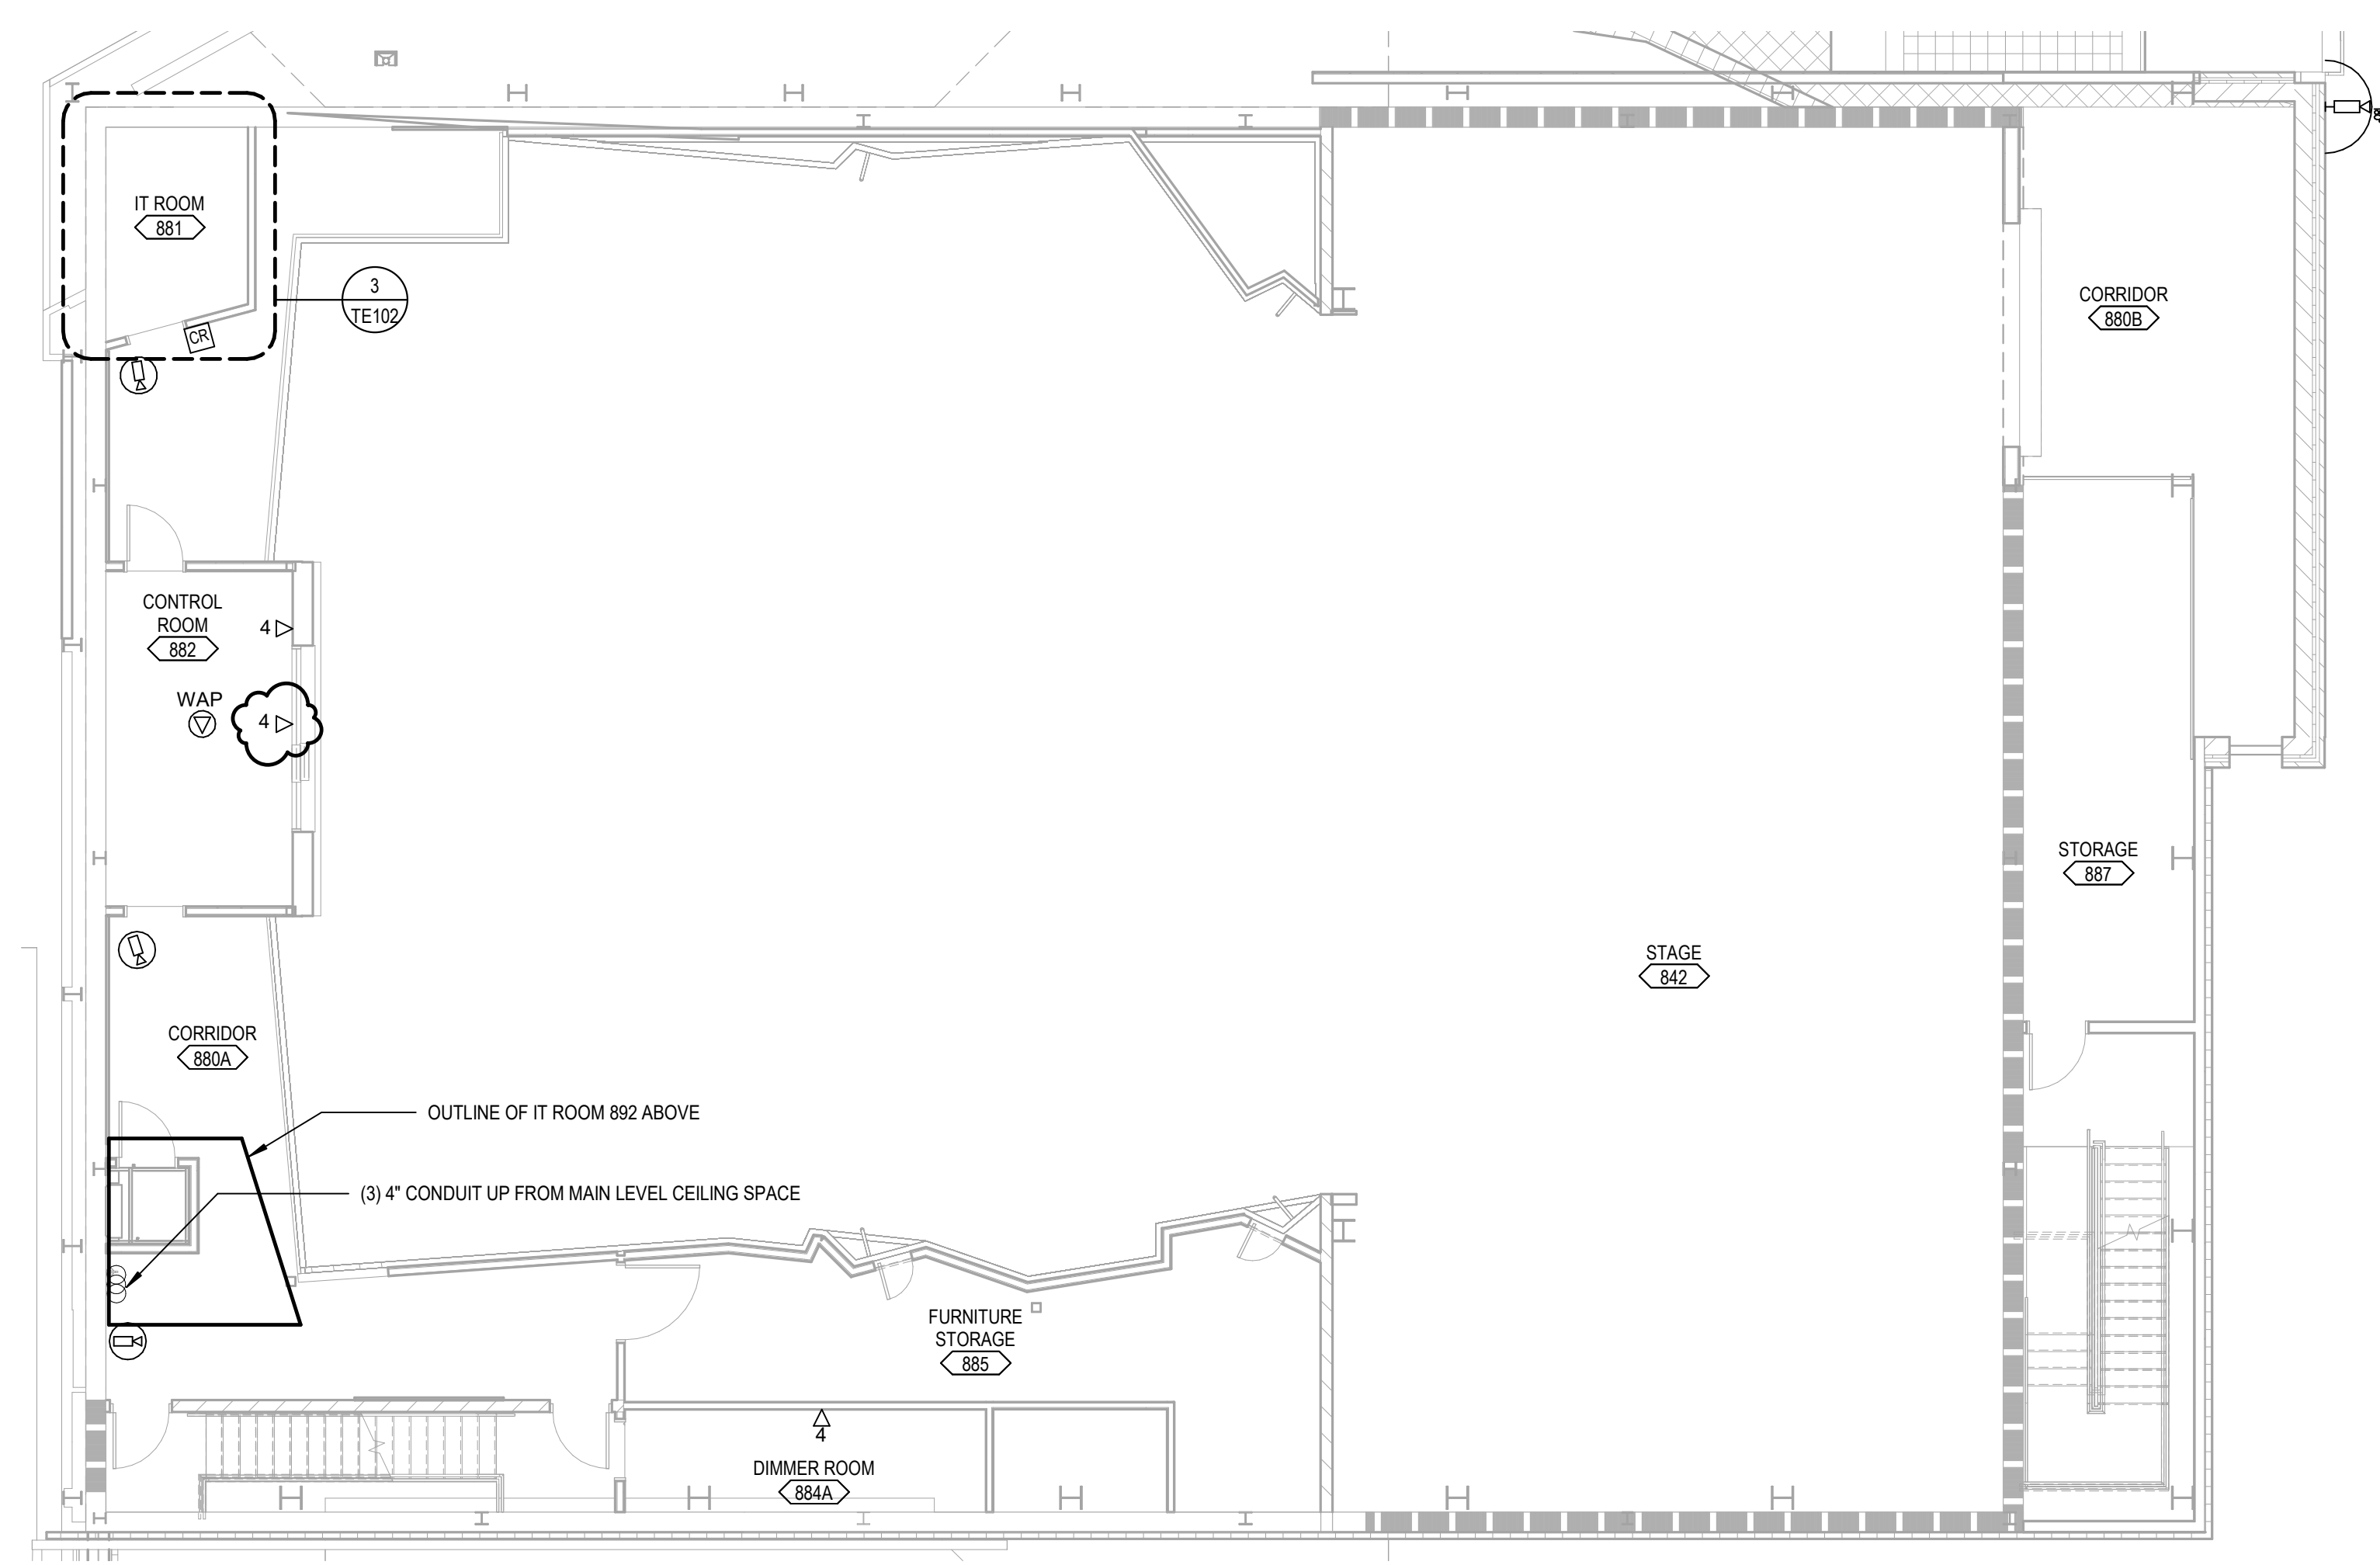 IT ROOM
881
3
TE102
CR
CORRIDOR
880B
CONTROL
ROOM
882
4
WAP
4
STORAGE
887
STAGE
842
CORRIDOR
880A
OUTLINE OF IT ROOM 892 ABOVE
(3) 4" CONDUIT UP FROM MAIN LEVEL CEILING SPACE
FURNITURE
STORAGE
885
4
DIMMER ROOM
884A